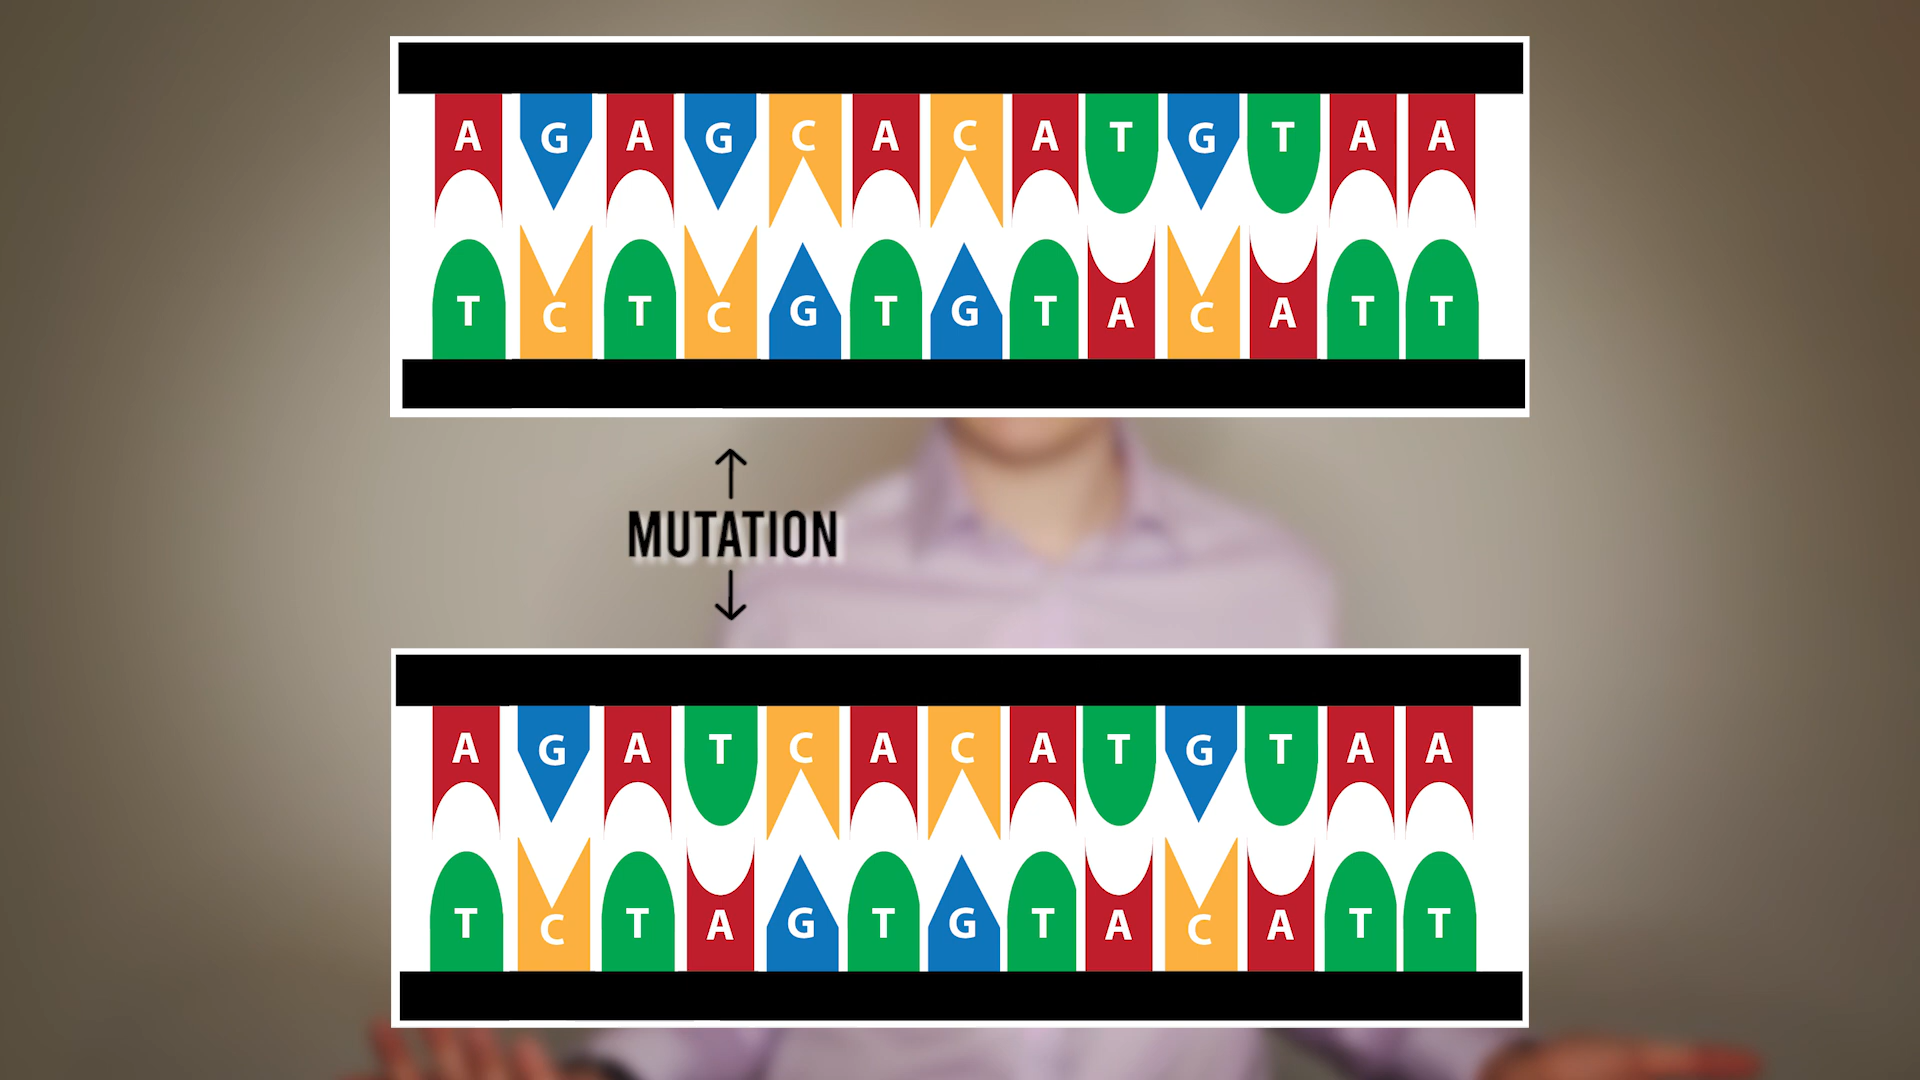 A G A G C A C A T G T A A
T C T C G T G T A C A T T
MUTATION
A G A T C A C A T G T A A
T C T A G T G T A C A T T